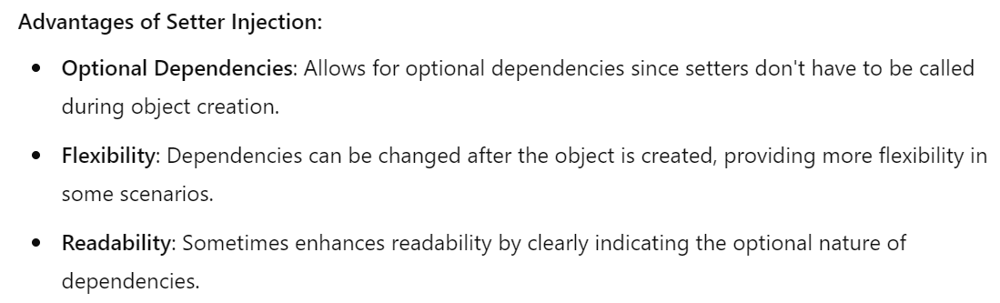 Advantages of Setter Injection:
• Optional Dependencies: Allows for optional dependencies since setters don't have to be called
during object creation.
• Flexibility: Dependencies can be changed after the object is created, providing more flexibility in
some scenarios.
• Readability: Sometimes enhances readability by clearly indicating the optional nature of
dependencies.